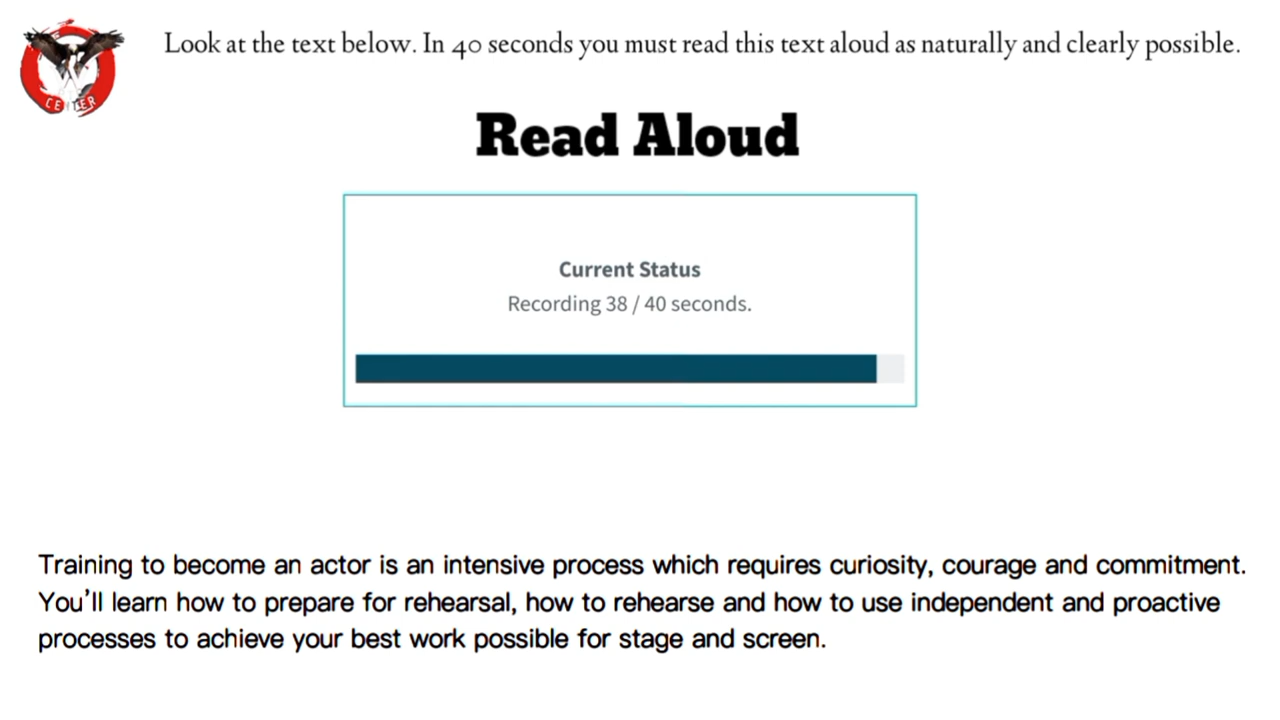 Look at the text below. In 40 seconds you must read this text aloud as naturally and clearly possible.
CENTER
Read Aloud
Current Status
Recording 38 / 40 seconds.
Training to become an actor is an intensive process which requires curiosity, courage and commitment.
You'll learn how to prepare for rehearsal, how to rehearse and how to use independent and proactive
processes to achieve your best work possible for stage and screen.